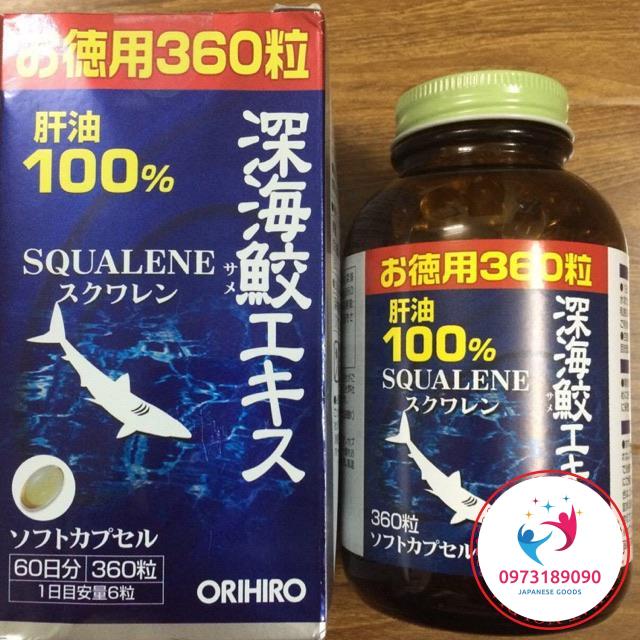 お徳用360粒
肝油
100%
SQUALENE
スクワレン
深海鮫エキス
サメ
ソフトカプセル
60日分 360粒
1日目安量6粒
ORIHIRO
お徳用360粒
肝油
100%
SQUALENE
スクワレン
深海鮫エキス
サメ
360粒
ソフトカプセル
0973189090
JAPANESE GOODS